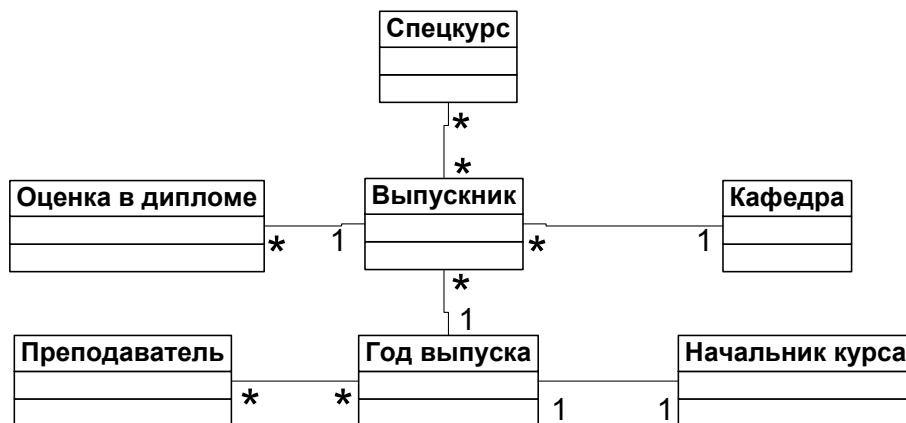 Спецкурс
*
*
Оценка в дипломе
Выпускник
Кафедра
* 1 * 1
*
1
Преподаватель
Год выпуска
Начальник курса
* * 1 1